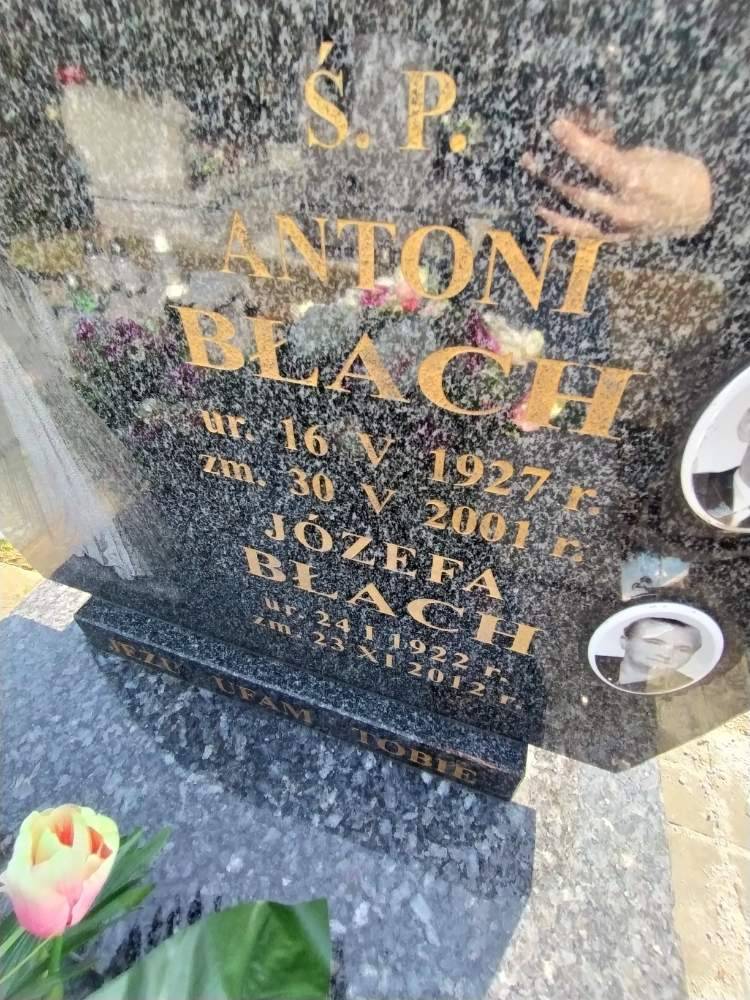 Ś. P.
ANTONI
BŁACH
ur. 16 V 1927 r.
zm. 30 V 2001 r.
JÓZEFA
BŁACH
ur. 24 I 1922 r.
zm. 23 XI 2012 r.
JEZU UFAM TOBIE